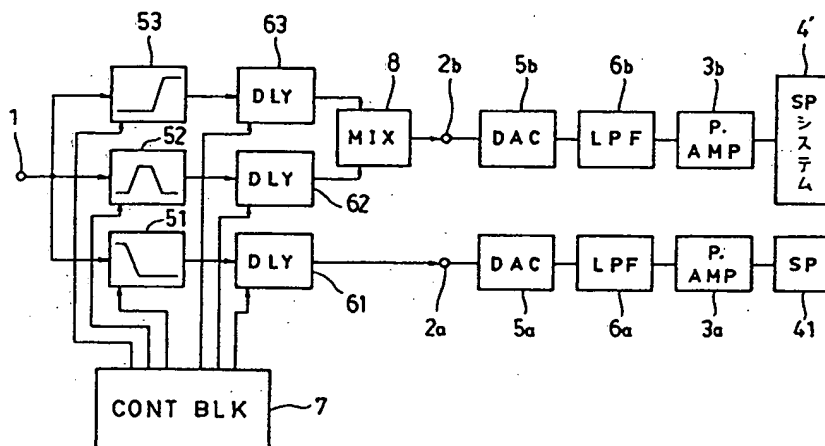 53
63
8
2b
5b
6b
3b
4'
1
DLY
MIX
DAC
LPF
P.
AMP
SP
システム
52
DLY
62
51
DLY
61
2a
DAC
5a
LPF
6a
P.
AMP
3a
SP
41
CONT BLK
7